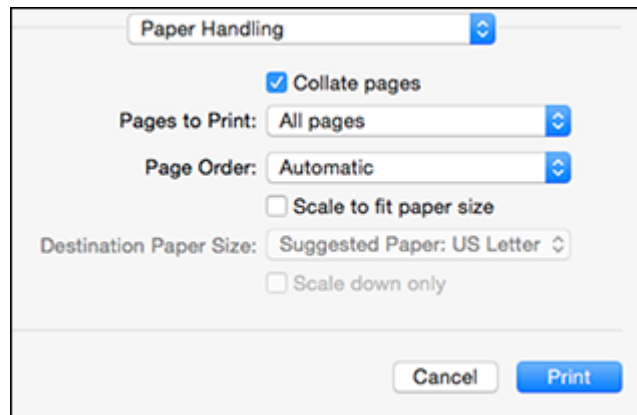 Paper Handling
Collate pages
Pages to Print: All pages
Page Order: Automatic
Scale to fit paper size
Destination Paper Size: Suggested Paper: US Letter
Scale down only
Cancel Print